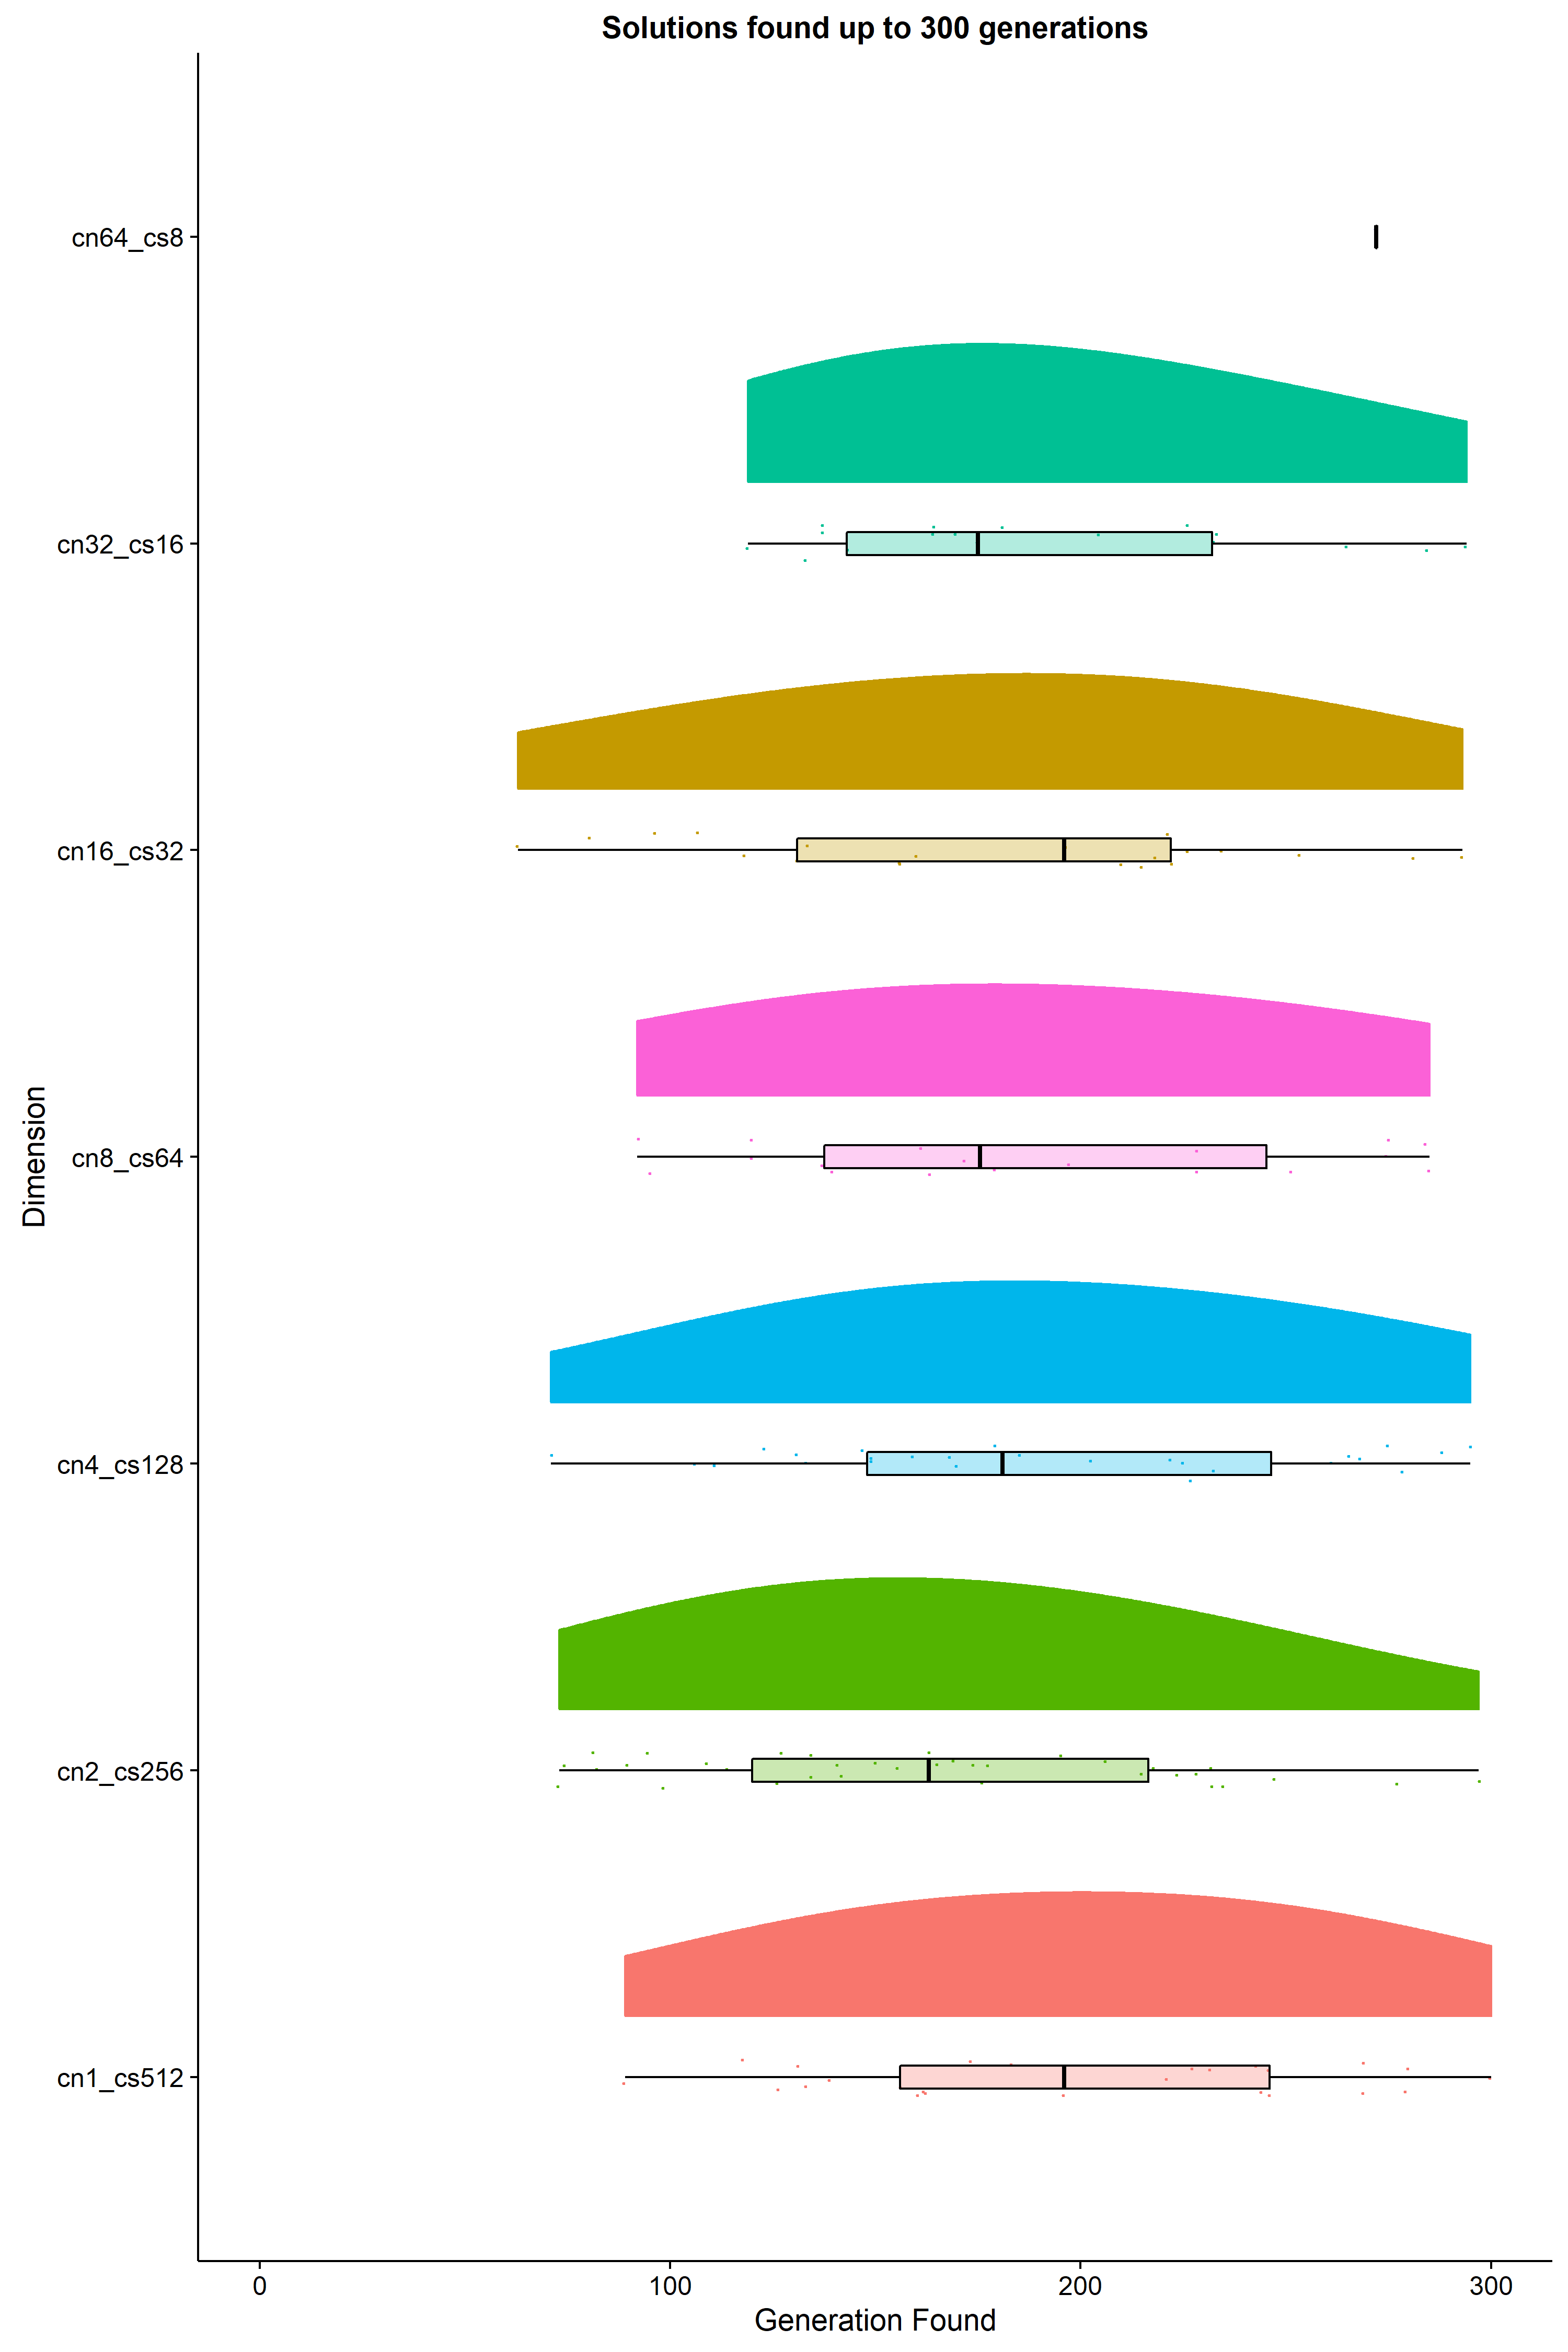 Solutions found up to 300 generations
Dimension
cn64_cs8
cn32_cs16
cn16_cs32
cn8_cs64
cn4_cs128
cn2_cs256
cn1_cs512
0 100 200 300
Generation Found